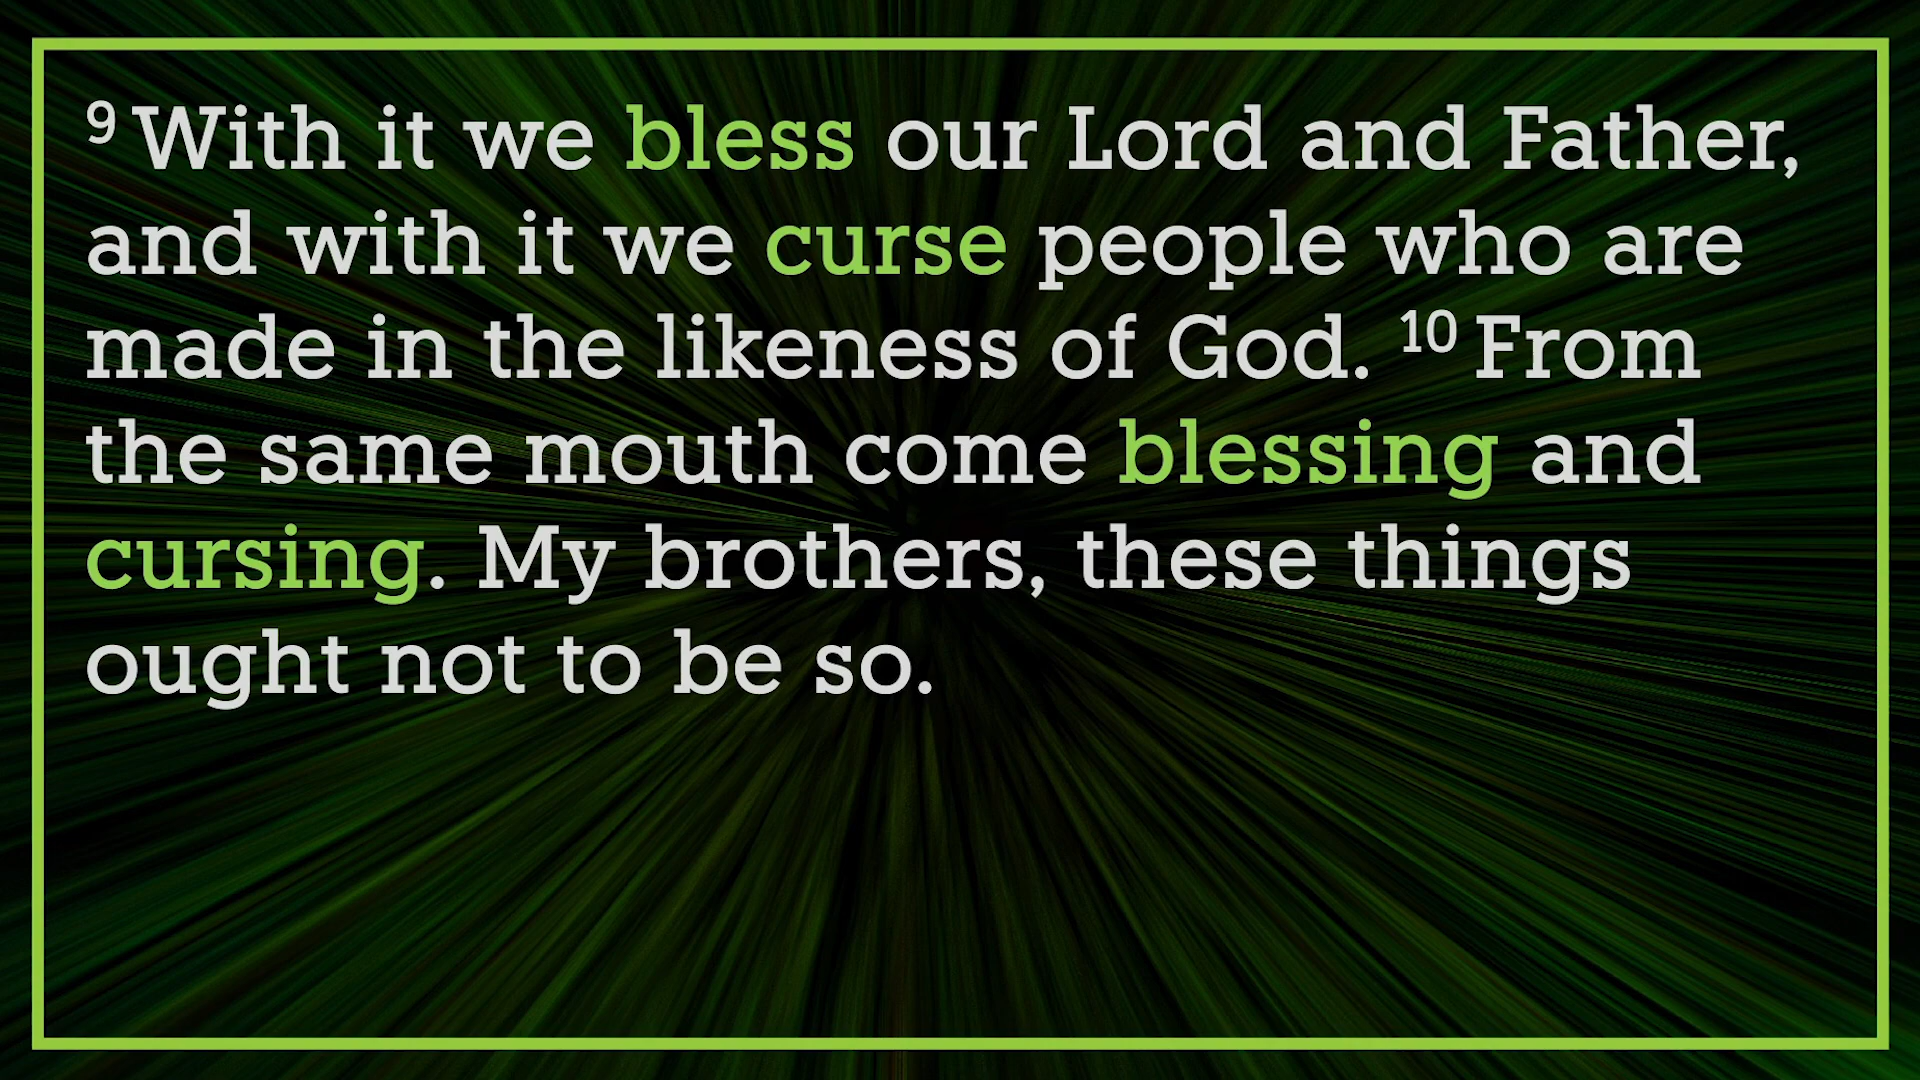 9 With it we bless our Lord and Father,
and with it we curse people who are
made in the likeness of God. 10 From
the same mouth come blessing and
cursing. My brothers, these things
ought not to be so.